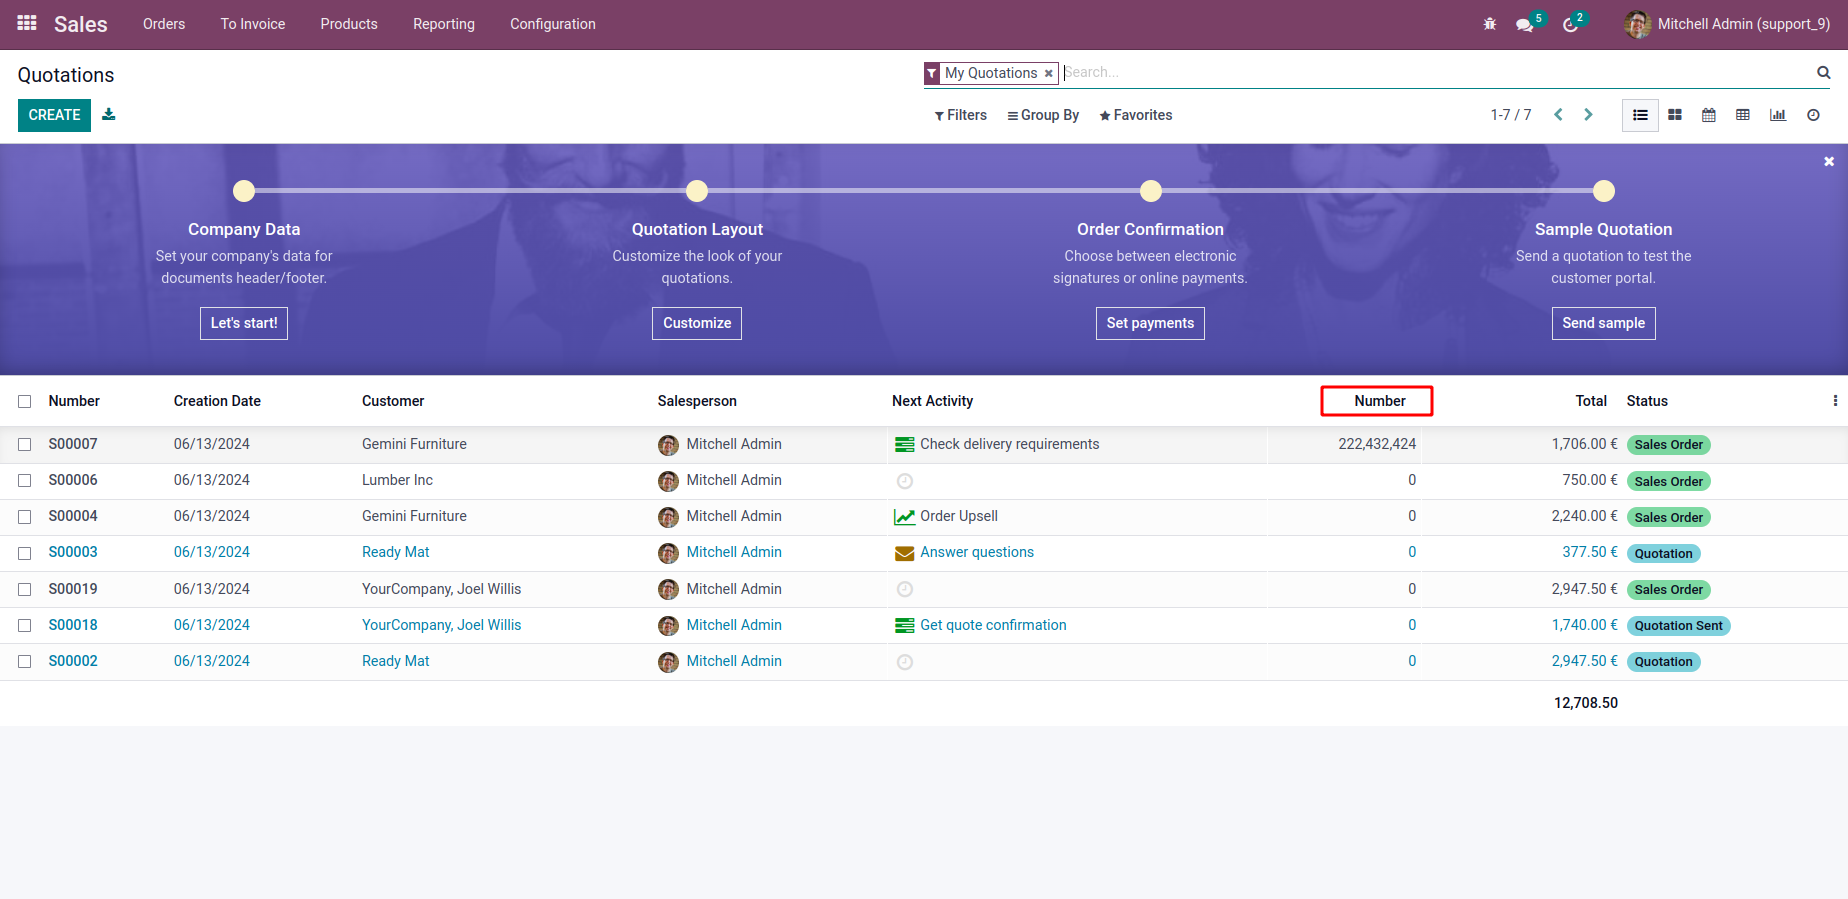 Sales Orders To Invoice Products Reporting Configuration 5 2 Mitchell Admin (support_9)
Quotations My Quotations Search...
CREATE Filters Group By Favorites 1-7 / 7
Company Data Quotation Layout Order Confirmation Sample Quotation
Set your company's data for Customize the look of your Choose between electronic Send a quotation to test the
documents header/footer. quotations. signatures or online payments. customer portal.
Let's start! Customize Set payments Send sample
Number Creation Date Customer Salesperson Next Activity Number Total Status
S00007 06/13/2024 Gemini Furniture Mitchell Admin Check delivery requirements 222,432,424 1,706.00 € Sales Order
S00006 06/13/2024 Lumber Inc Mitchell Admin 0 750.00 € Sales Order
S00004 06/13/2024 Gemini Furniture Mitchell Admin Order Upsell 0 2,240.00 € Sales Order
S00003 06/13/2024 Ready Mat Mitchell Admin Answer questions 0 377.50 € Quotation
S00019 06/13/2024 YourCompany, Joel Willis Mitchell Admin 0 2,947.50 € Sales Order
S00018 06/13/2024 YourCompany, Joel Willis Mitchell Admin Get quote confirmation 0 1,740.00 € Quotation Sent
S00002 06/13/2024 Ready Mat Mitchell Admin 0 2,947.50 € Quotation
12,708.50